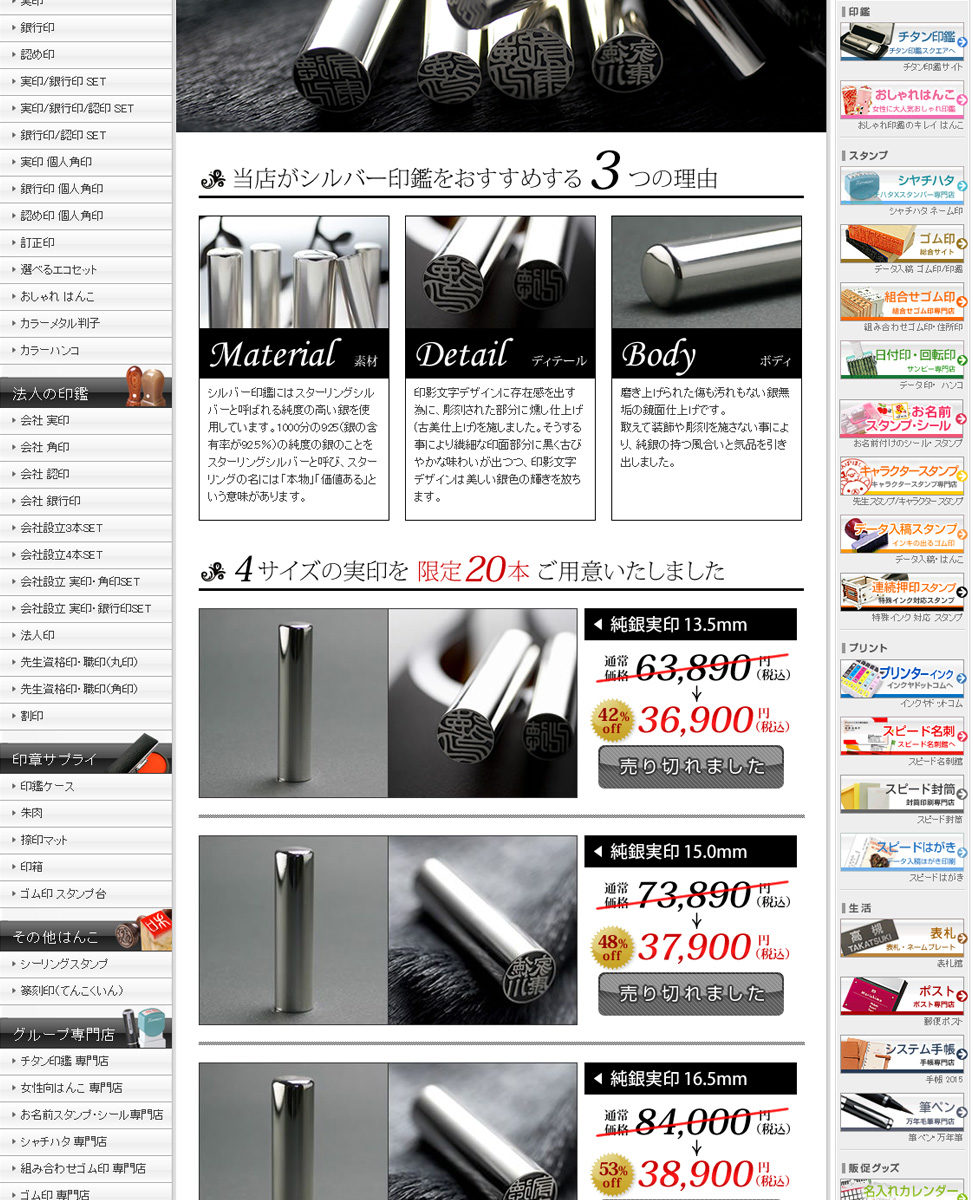 実印
銀行印
認め印
実印/銀行印 SET
実印/銀行印/認印 SET
銀行印/認印 SET
実印 個人角印
銀行印 個人角印
認め印 個人角印
訂正印
選べるエコセット
おしゃれ はんこ
カラーメタル判子
カラーハンコ
法人の印鑑
会社 実印
会社 角印
会社 認印
会社 銀行印
会社設立3本SET
会社設立4本SET
会社設立 実印・角印SET
会社設立 実印・銀行印SET
法人印
先生資格印・職印(丸印)
先生資格印・職印(角印)
割印
印章サプライ
印鑑ケース
朱肉
捺印マット
印箱
ゴム印 スタンプ台
その他はんこ
シーリングスタンプ
篆刻印(てんこくいん)
グループ専門店
チタン印鑑 専門店
女性向はんこ 専門店
お名前スタンプ・シール専門店
シャチハタ 専門店
組み合わせゴム印 専門店
ゴム印 専門店
当店がシルバー印鑑をおすすめする 3 つの理由
Material 素材
シルバー印鑑にはスターリングシル
バーと呼ばれる純度の高い銀を使
用しています。1000分の925(銀の含
有率が92.5%)の純度の銀のことを
スターリングシルバーと呼び、スター
リングの名には「本物」「価値ある」と
いう意味があります。
Detail ディテール
印影文字デザインに存在感を出す
為に、彫刻された部分に燻し仕上げ
(古美仕上げ)を施しました。そうする
事により繊細な印面部分に黒く古び
やかな味わいが出つつ、印影文字
デザインは美しい銀色の輝きを放ち
ます。
Body ボディ
磨き上げられた傷も汚れもない銀無
垢の鏡面仕上げです。
敢えて装飾や彫刻を施さない事によ
り、純銀の持つ風合いと気品を引き
出しました。
4サイズの実印を 限定20本 ご用意いたしました
純銀実印 13.5mm
通常価格 63,890円(税込)
42% off 36,900円(税込)
売り切れました
純銀実印 15.0mm
通常価格 73,890円(税込)
48% off 37,900円(税込)
売り切れました
純銀実印 16.5mm
通常価格 84,000円(税込)
53% off 38,900円(税込)
印鑑
チタン印鑑
チタン印鑑スクエアへ
チタン印鑑サイト
おしゃれはんこ
女性に大人気おしゃれ印鑑
おしゃれ印鑑のキレイはんこ
スタンプ
シヤチハタ
シャチハタ ネーム印
ゴム印
総合サイト
データ入稿 ゴム印/印鑑
組合せゴム印
組合せゴム印専門店
組み合わせゴム印・住所印
日付印・回転印
サンビー専門店
データ印・ハンコ
お名前
スタンプ・シール
お名前付けのシール・スタンプ
キャラクタースタンプ
キャラクタースタンプ専門店
先生スタンプ/キャラクタースタンプ
データ入稿スタンプ
インキの出るゴム印
データ入稿・はんこ
連続押印スタンプ
特殊インク対応スタンプ
特殊インク 対応 スタンプ
プリント
プリンターインク
インクヤドットコムへ
インクヤドットコム
スピード名刺
スピード名刺館へ
スピード名刺館
スピード封筒
封筒印刷専門店
スピード封筒
スピードはがき
データ入稿はがき印刷
スピードはがき
生活
高槻
TAKATSUKI
表札
表札・ネームプレート
表札館
ポスト
ポスト専門店
郵便ポスト
システム手帳
手帳専門店
手帳 2015
筆ペン
万年毛筆専門店
筆ペン・万年筆
販促グッズ
名入れカレンダー